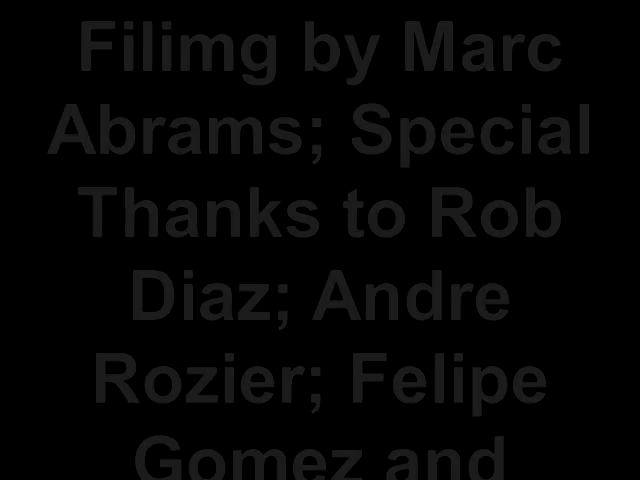 Filimg by Marc
Abrams; Special
Thanks to Rob
Diaz; Andre
Rozier; Felipe
Gomez and